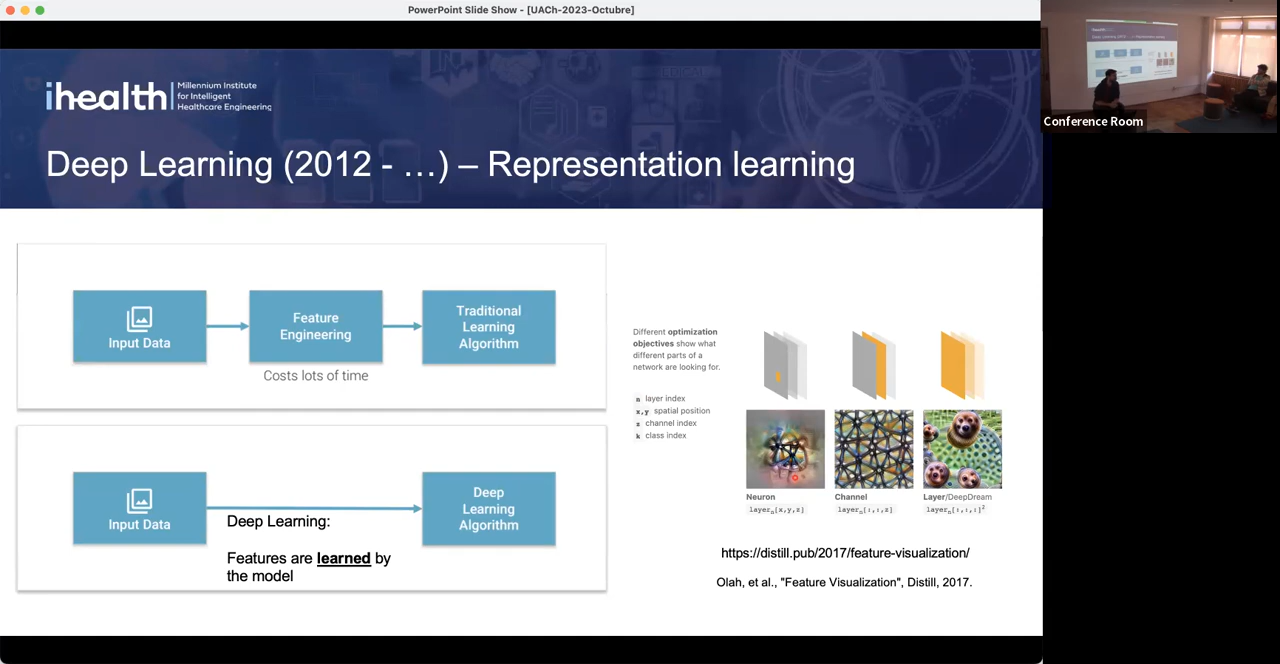 PowerPoint Slide Show - [UACh-2023-Octubre]
ihealth
Millennium Institute
for Intelligent
Healthcare Engineering
Deep Learning (2012 - …) – Representation learning
Input Data
Feature
Engineering
Traditional
Learning
Algorithm
Costs lots of time
Input Data
Deep
Learning
Algorithm
Deep Learning:
Features are learned by
the model
Different optimization
objectives show what
different parts of a
network are looking for.
n layer index
x,y spatial position
z channel index
k class index
Neuron
layern[x,y,z]
Channel
layern[:,:,z]
Layer/DeepDream
layern[:,:,:]²
https://distill.pub/2017/feature-visualization/
Olah, et al., "Feature Visualization", Distill, 2017.
Conference Room